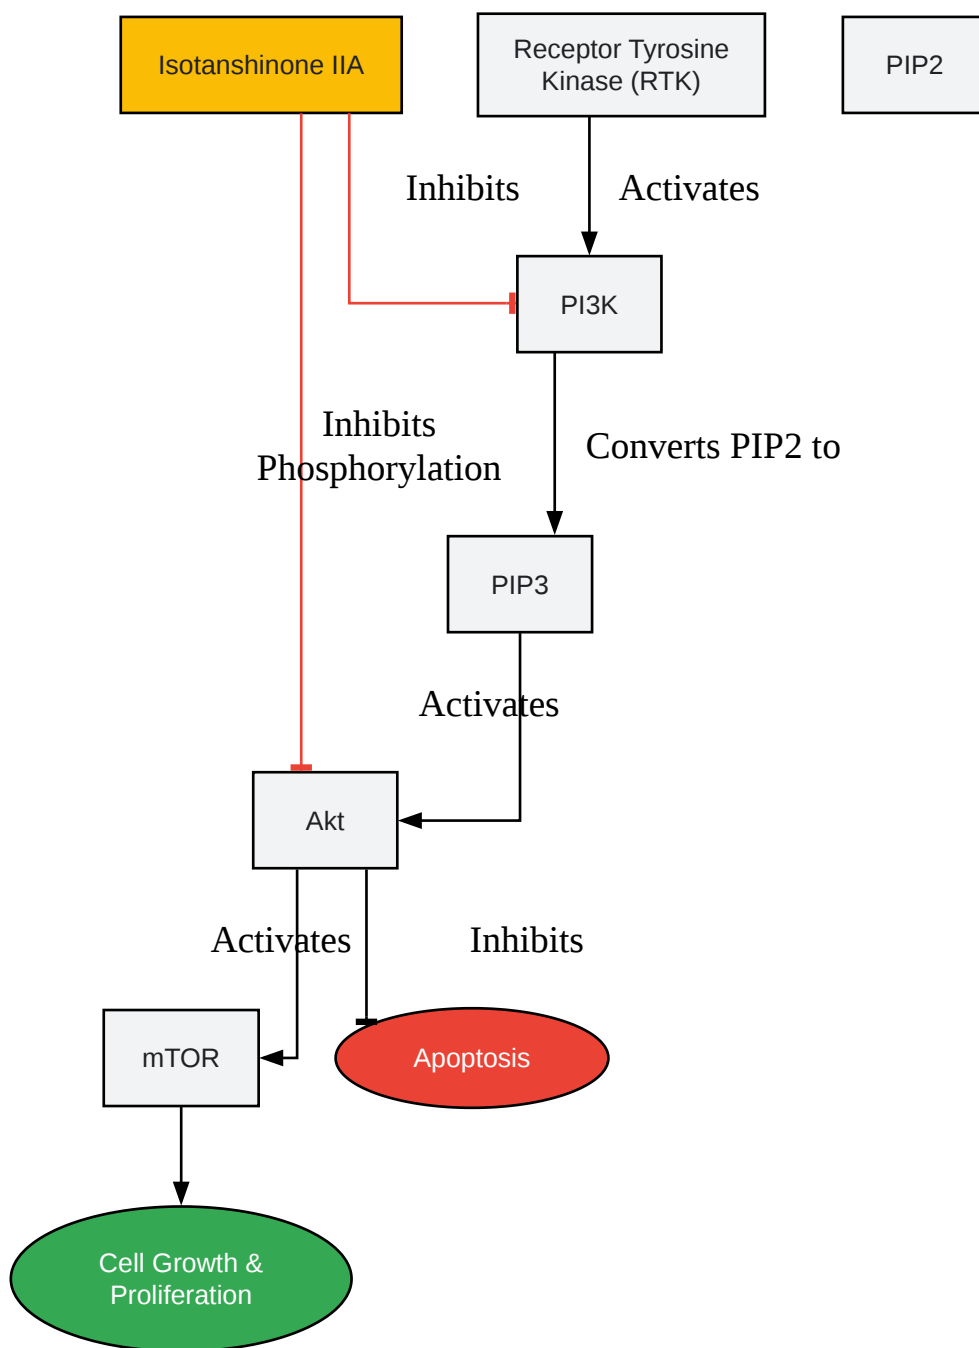 Isotanshinone IIA
Receptor Tyrosine
Kinase (RTK)
PIP2
Inhibits
Activates
PI3K
Inhibits
Phosphorylation
Converts PIP2 to
PIP3
Activates
Akt
Activates
Inhibits
mTOR
Apoptosis
Cell Growth &
Proliferation